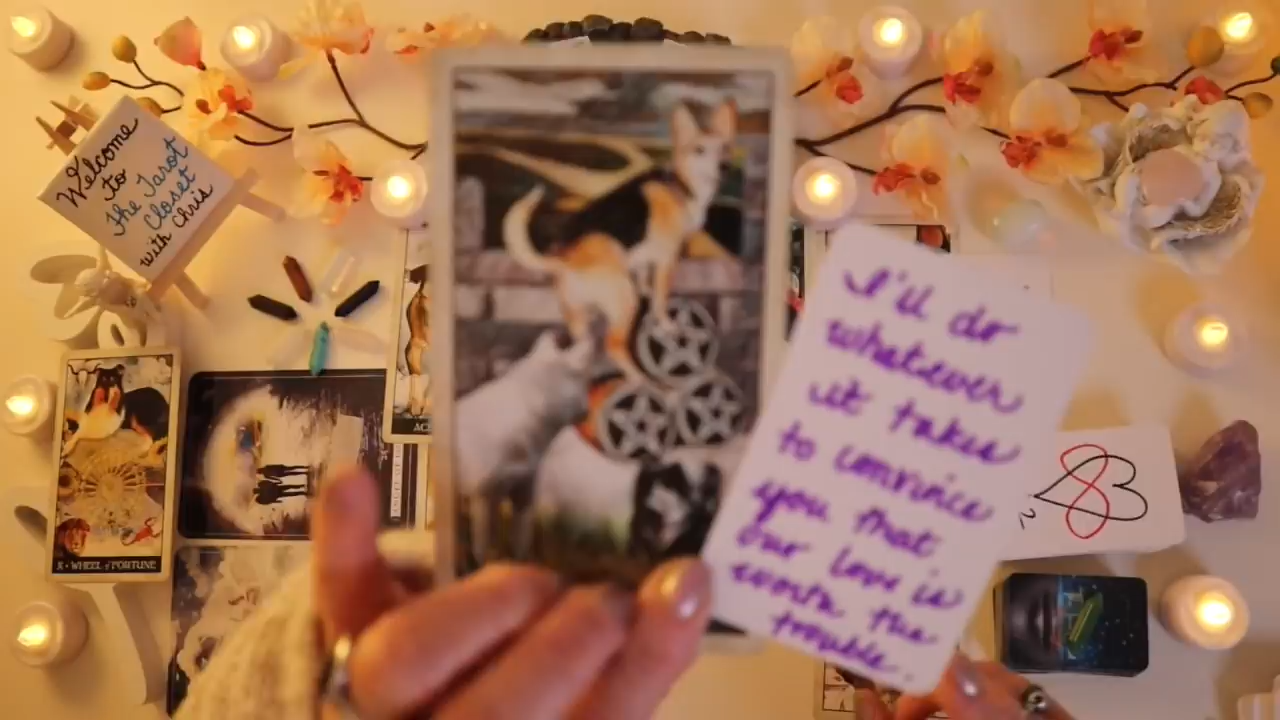 Welcome
to
the Tarot
Closet
with Chris
I'll do
whatever
it takes
to convince
you that
our love is
worth the
trouble.
X • WHEEL of FORTUNE
AC